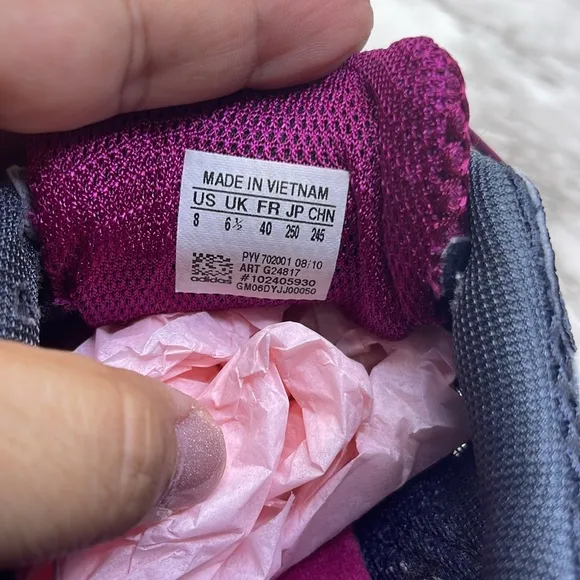 MADE IN VIETNAM
US UK FR JP CHN
8 6½ 40 250 245
PYV 702001 08/10
ART G24817
#102405930
adidas
GM06DYJJ00050